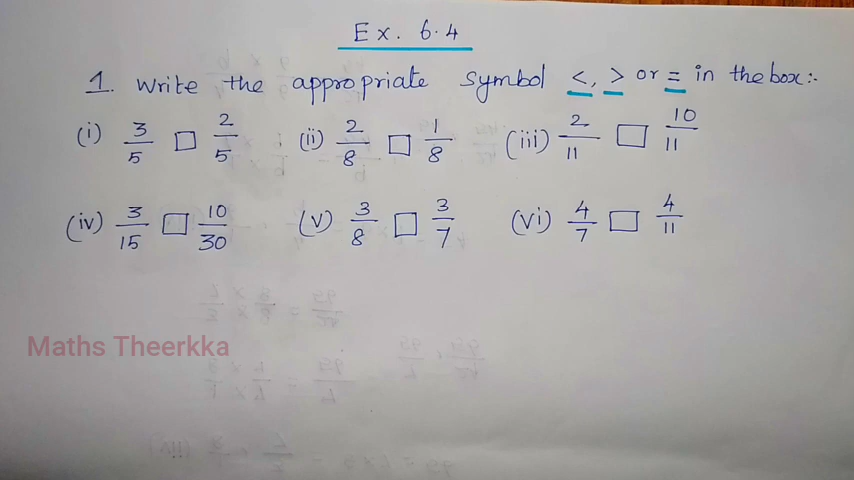 Ex. 6.4
1. Write the appropriate symbol <, > or = in the box:-
(i) 3/5 □ 2/5 (ii) 2/8 □ 1/8 (iii) 2/11 □ 10/11
(iv) 3/15 □ 10/30 (v) 3/8 □ 3/7 (vi) 4/7 □ 4/11
Maths Theerkka